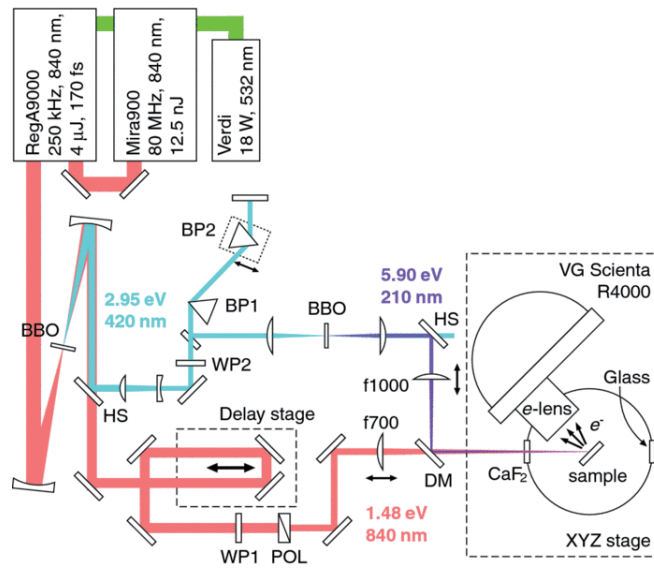 RegA9000
250 kHz, 840 nm,
4 μJ, 170 fs
Mira900
80 MHz, 840 nm,
12.5 nJ
Verdi
18 W, 532 nm
BP2
VG Scienta
R4000
2.95 eV
420 nm
BP1
5.90 eV
210 nm
BBO
HS
BBO
WP2
Glass
f1000
e-lens
e-
HS
Delay stage
f700
CaF2
sample
DM
1.48 eV
840 nm
WP1
POL
XYZ stage